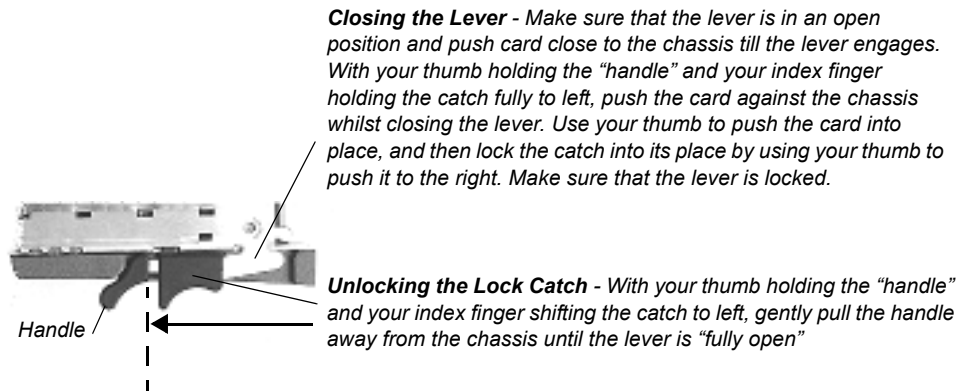 Closing the Lever - Make sure that the lever is in an open
position and push card close to the chassis till the lever engages.
With your thumb holding the “handle” and your index finger
holding the catch fully to left, push the card against the chassis
whilst closing the lever. Use your thumb to push the card into
place, and then lock the catch into its place by using your thumb to
push it to the right. Make sure that the lever is locked.
Unlocking the Lock Catch - With your thumb holding the “handle”
and your index finger shifting the catch to left, gently pull the handle
away from the chassis until the lever is “fully open”
Handle